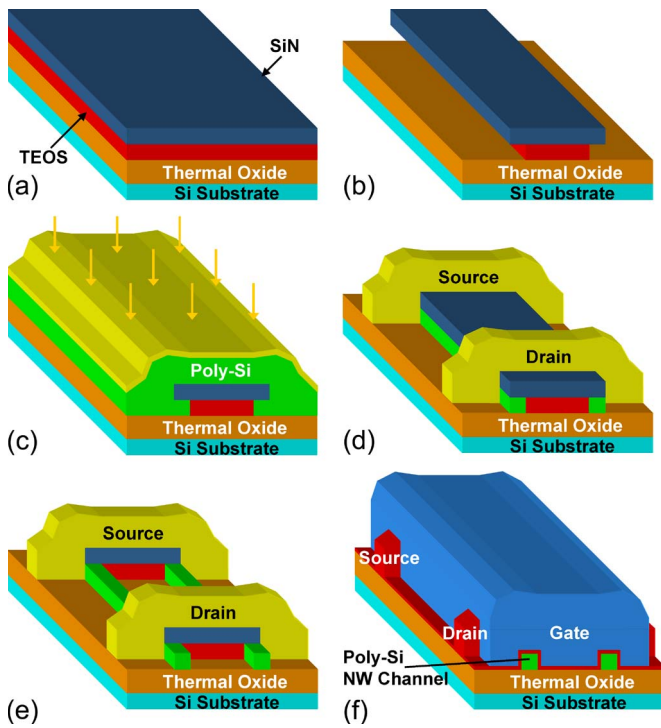 SiN
TEOS
Thermal Oxide
Si Substrate
(a)
Thermal Oxide
Si Substrate
(b)
Poly-Si
Thermal Oxide
Si Substrate
(c)
Source
Drain
Thermal Oxide
Si Substrate
(d)
Source
Drain
Thermal Oxide
Si Substrate
(e)
Source
Drain
Gate
Poly-Si
NW Channel
Thermal Oxide
Si Substrate
(f)